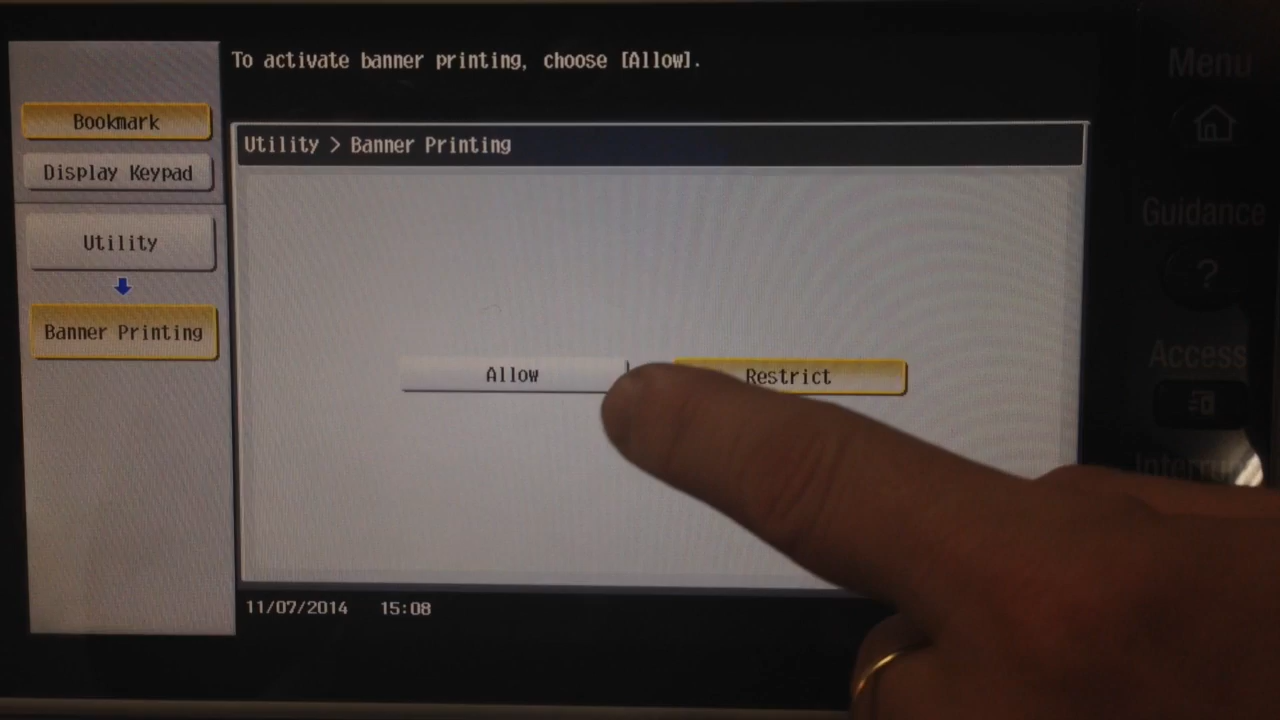 To activate banner printing, choose [Allow].
Bookmark
Display Keypad
Utility
Banner Printing
Utility > Banner Printing
Allow
Restrict
11/07/2014 15:08
Menu
Guidance
?
Access